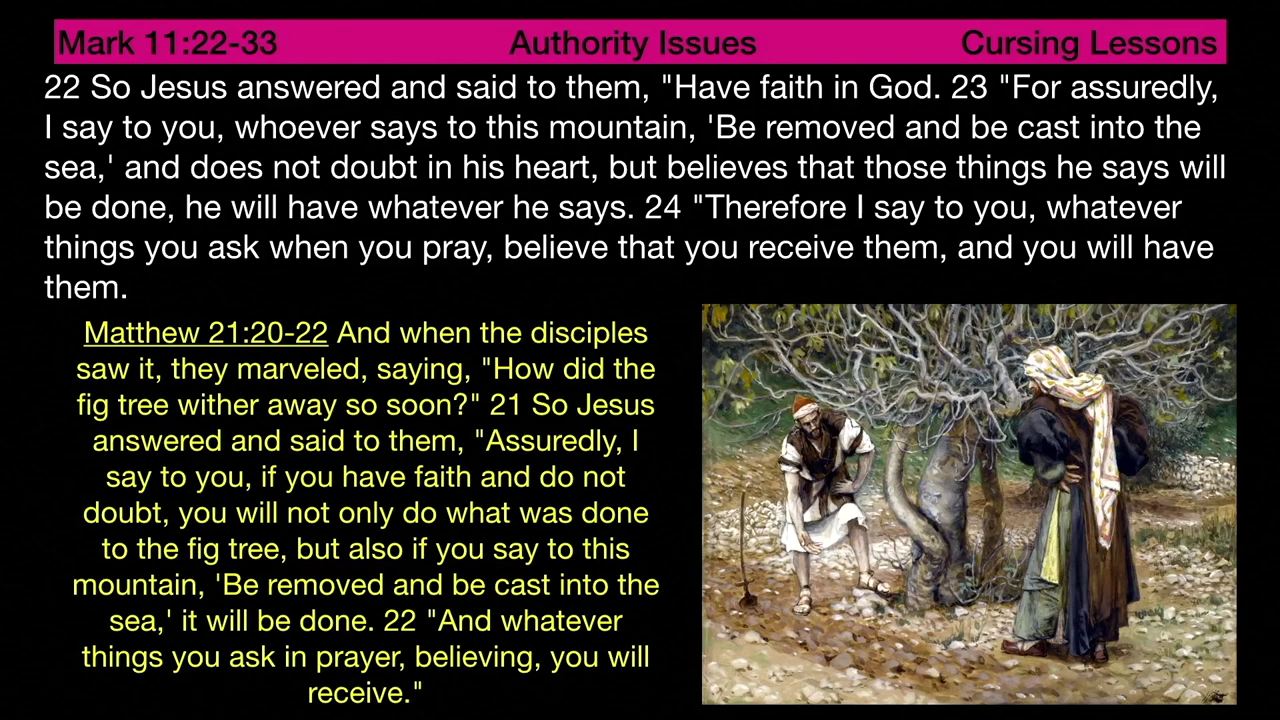 Mark 11:22-33 Authority Issues Cursing Lessons
22 So Jesus answered and said to them, "Have faith in God. 23 "For assuredly,
I say to you, whoever says to this mountain, 'Be removed and be cast into the
sea,' and does not doubt in his heart, but believes that those things he says will
be done, he will have whatever he says. 24 "Therefore I say to you, whatever
things you ask when you pray, believe that you receive them, and you will have
them.
Matthew 21:20-22 And when the disciples
saw it, they marveled, saying, "How did the
fig tree wither away so soon?" 21 So Jesus
answered and said to them, "Assuredly, I
say to you, if you have faith and do not
doubt, you will not only do what was done
to the fig tree, but also if you say to this
mountain, 'Be removed and be cast into the
sea,' it will be done. 22 "And whatever
things you ask in prayer, believing, you will
receive."